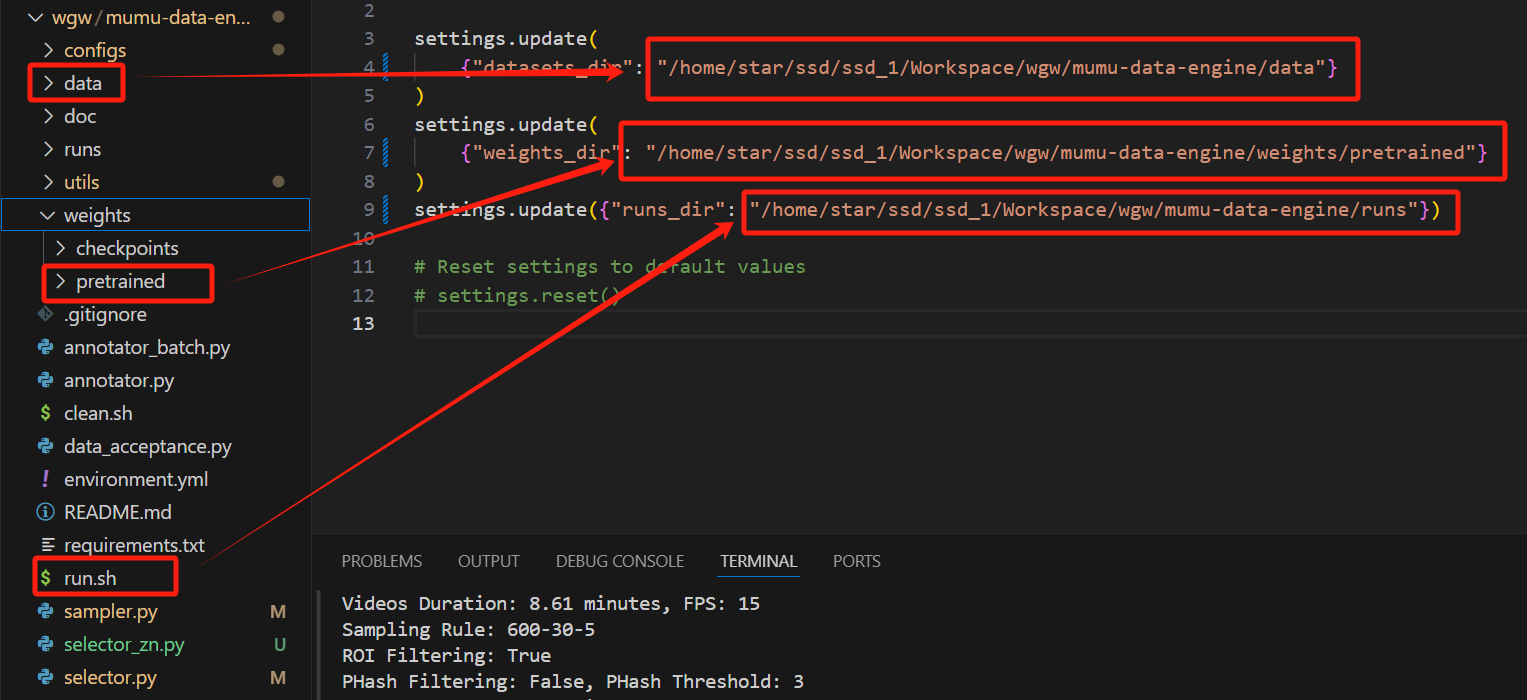 wgw/mumu-data-en...
configs
data
doc
runs
utils
weights
checkpoints
pretrained
.gitignore
annotator_batch.py
annotator.py
$ clean.sh
data_acceptance.py
! environment.yml
README.md
requirements.txt
$ run.sh
sampler.py M
selector_zn.py U
selector.py M
2
3 settings.update(
4 {"datasets_dir": "/home/star/ssd/ssd_1/Workspace/wgw/mumu-data-engine/data"}
5 )
6 settings.update(
7 {"weights_dir": "/home/star/ssd/ssd_1/Workspace/wgw/mumu-data-engine/weights/pretrained"}
8 )
9 settings.update({"runs_dir": "/home/star/ssd/ssd_1/Workspace/wgw/mumu-data-engine/runs"})
10
11 # Reset settings to default values
12 # settings.reset()
13
PROBLEMS OUTPUT DEBUG CONSOLE TERMINAL PORTS
Videos Duration: 8.61 minutes, FPS: 15
Sampling Rule: 600-30-5
ROI Filtering: True
PHash Filtering: False, PHash Threshold: 3